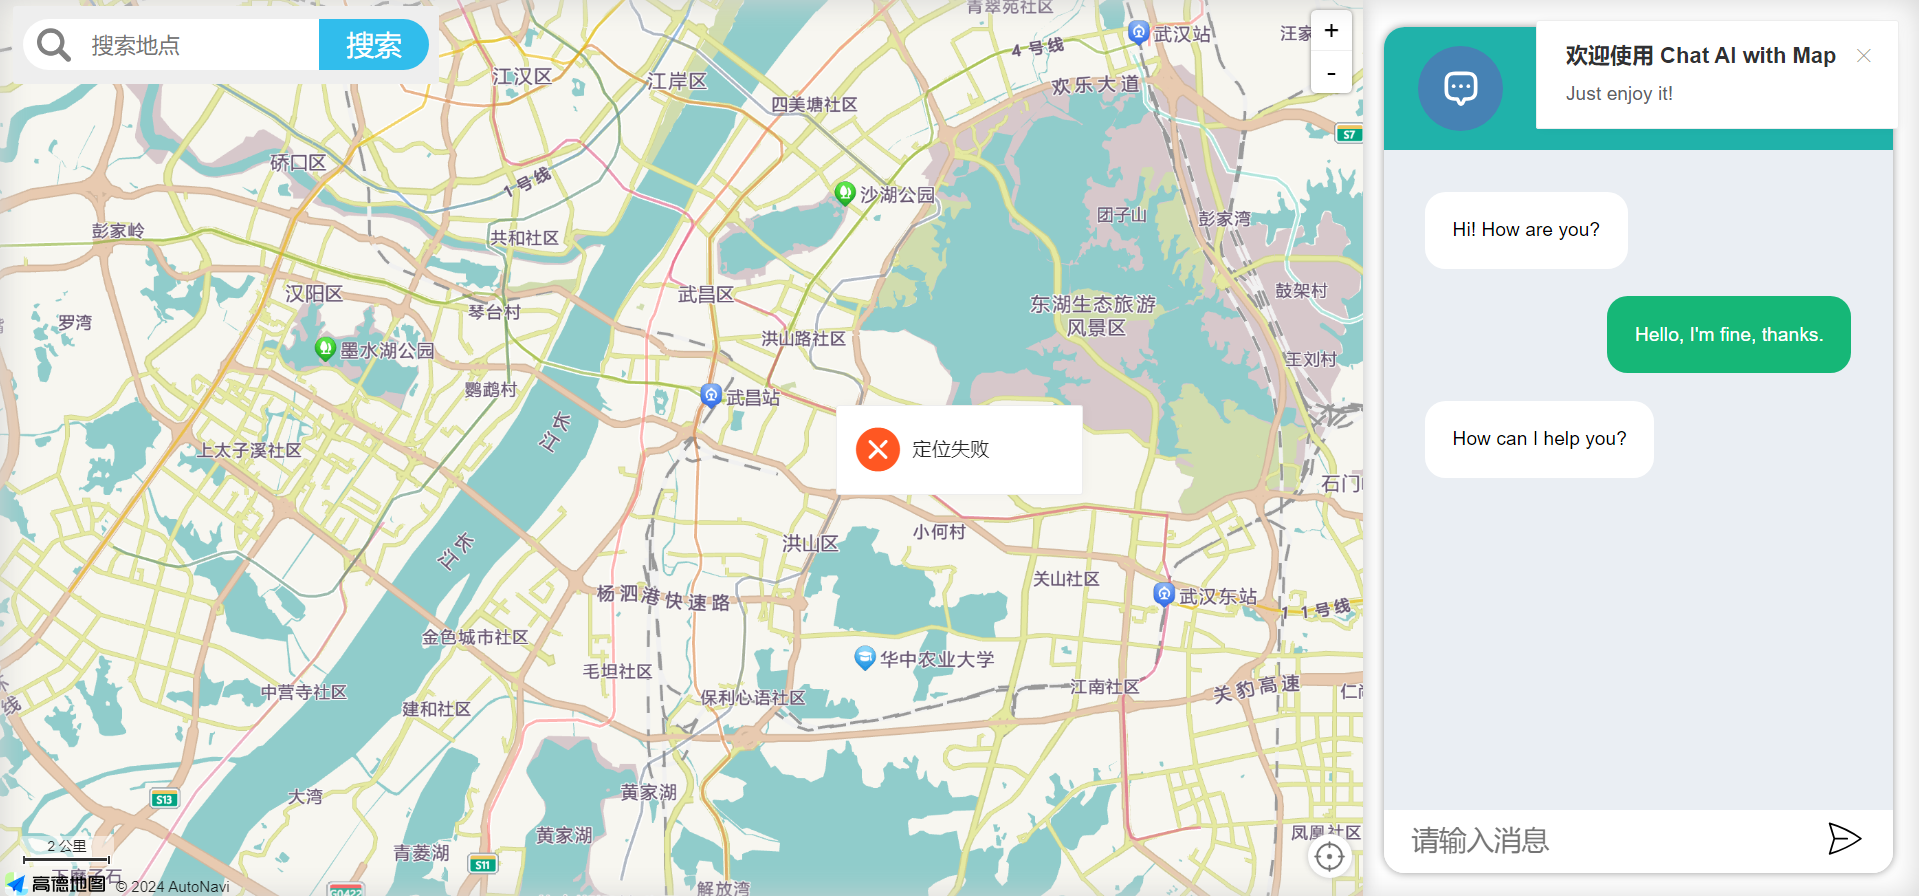 搜索地点
搜索
青翠苑社区
4号线
武汉站
汪家
+
-
江汉区
江岸区
四美塘社区
欢乐大道
S7
硚口区
1号线
沙湖公园
彭家岭
共和社区
团子山
彭家湾
汉阳区
武昌区
东湖生态旅游
风景区
鼓架村
罗湾
琴台村
墨水湖公园
洪山路社区
王刘村
鹦鹉村
武昌站
长江
上太子溪社区
定位失败
石门
长江
洪山区
小何村
关山社区
杨泗港快速路
武汉东站
11号线
金色城市社区
毛坦社区
华中农业大学
中营寺社区
建和社区
保利心语社区
江南社区
关豹高速
线
大湾
S13
黄家湖
黄家湖
青菱湖
S11
凤凰社区
2 公里
高德地图
© 2024 AutoNavi
G0422
解放湾
欢迎使用 Chat AI with Map
Just enjoy it!
Hi! How are you?
Hello, I'm fine, thanks.
How can I help you?
请输入消息